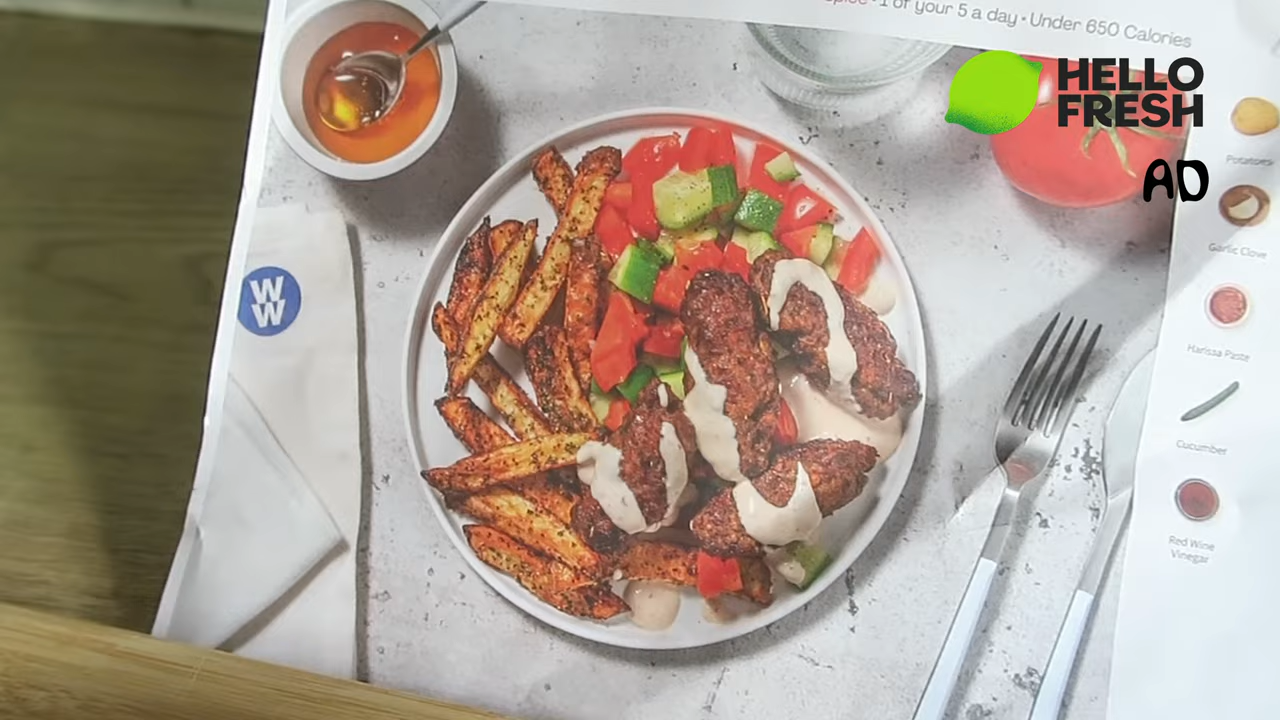 Spice • 1 of your 5 a day • Under 650 Calories
HELLO
FRESH
AD
Potatoes
Garlic Clove
WW
Harissa Paste
Cucumber
Red Wine
Vinegar